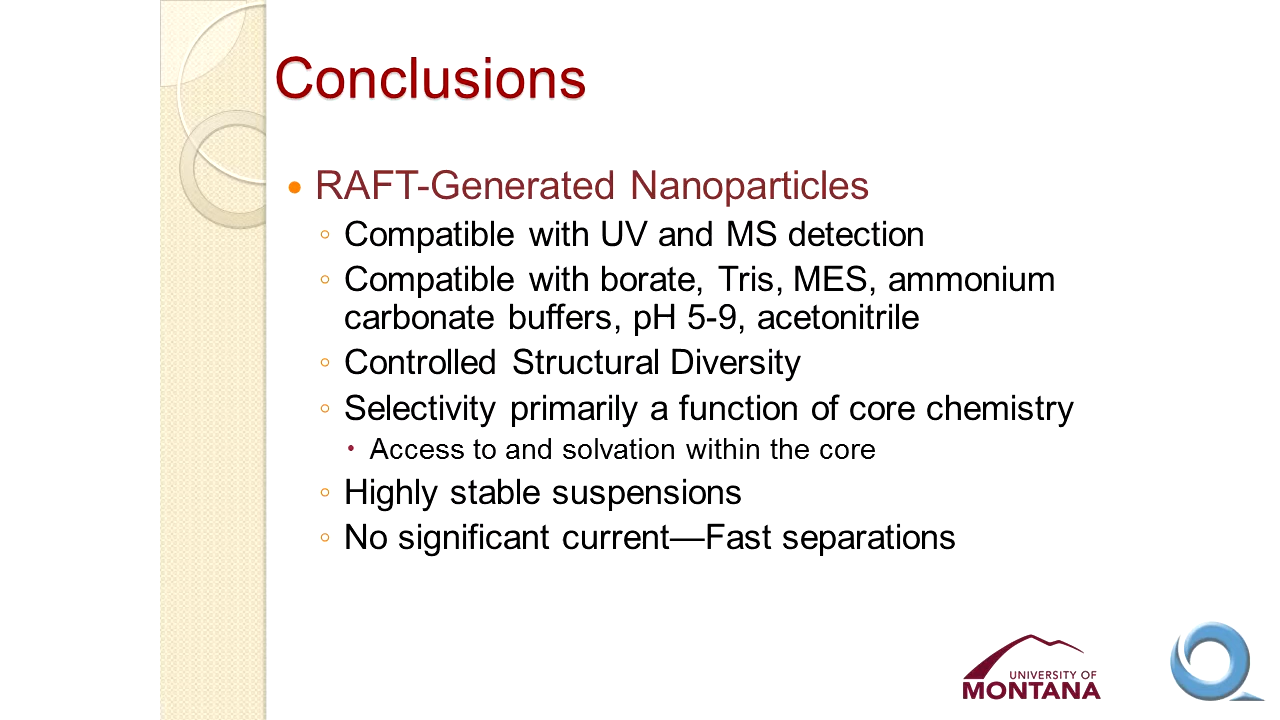 Conclusions
RAFT-Generated Nanoparticles
Compatible with UV and MS detection
Compatible with borate, Tris, MES, ammonium
carbonate buffers, pH 5-9, acetonitrile
Controlled Structural Diversity
Selectivity primarily a function of core chemistry
Access to and solvation within the core
Highly stable suspensions
No significant current—Fast separations
UNIVERSITY OF
MONTANA